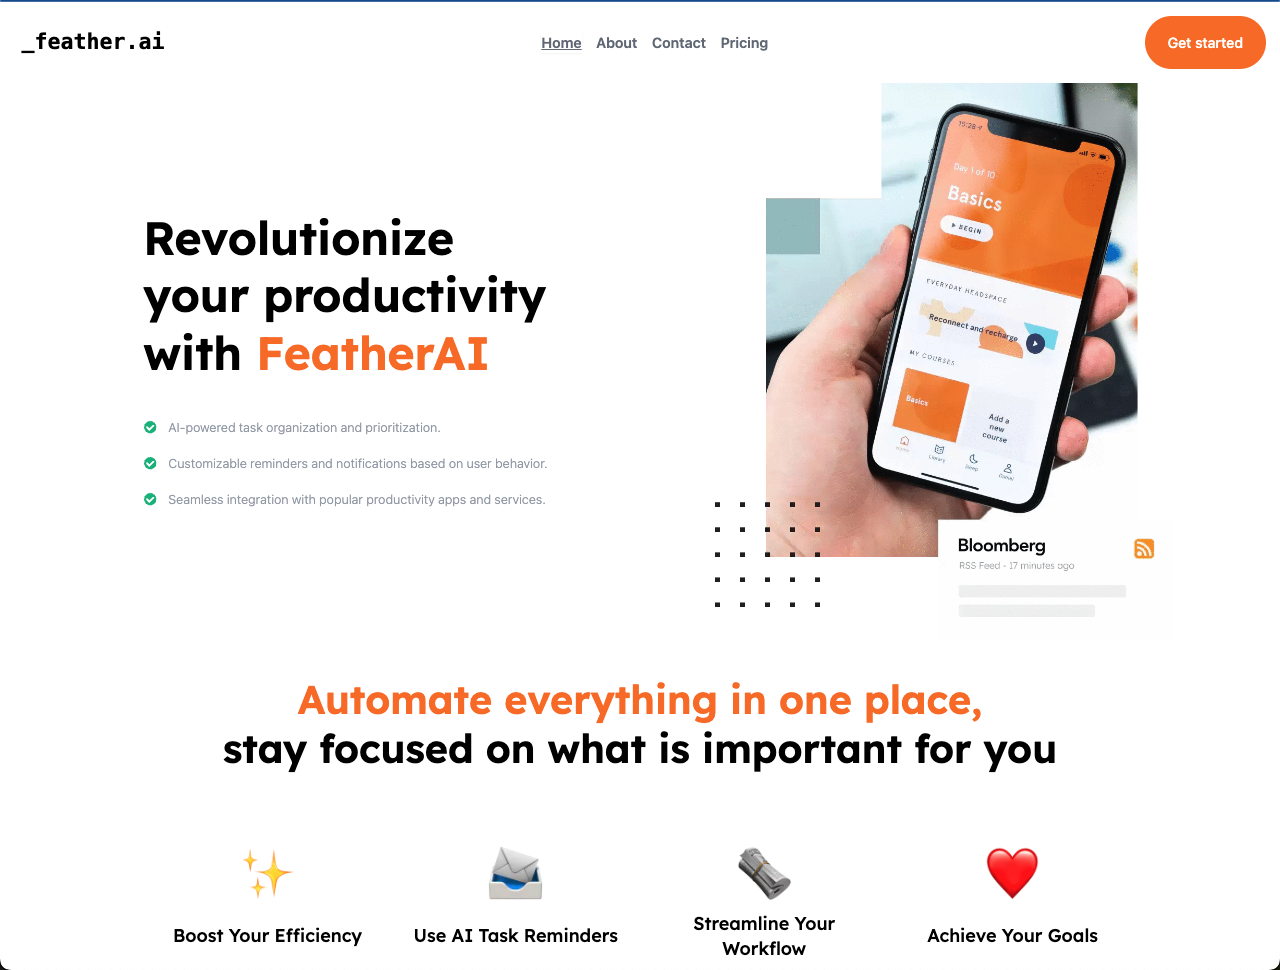 _feather.ai
Home About Contact Pricing
Get started
15:28
Day 1 of 10
Basics
BEGIN
EVERYDAY HEADSPACE
Reconnect and recharge
MY COURSES
Basics
Add a
new
course
Home
Library
Sleep
Revolutionize
your productivity
with FeatherAI
AI-powered task organization and prioritization.
Customizable reminders and notifications based on user behavior.
Seamless integration with popular productivity apps and services.
Bloomberg
RSS Feed - 17 minutes ago
Automate everything in one place,
stay focused on what is important for you
Boost Your Efficiency
Use AI Task Reminders
Streamline Your
Workflow
Achieve Your Goals